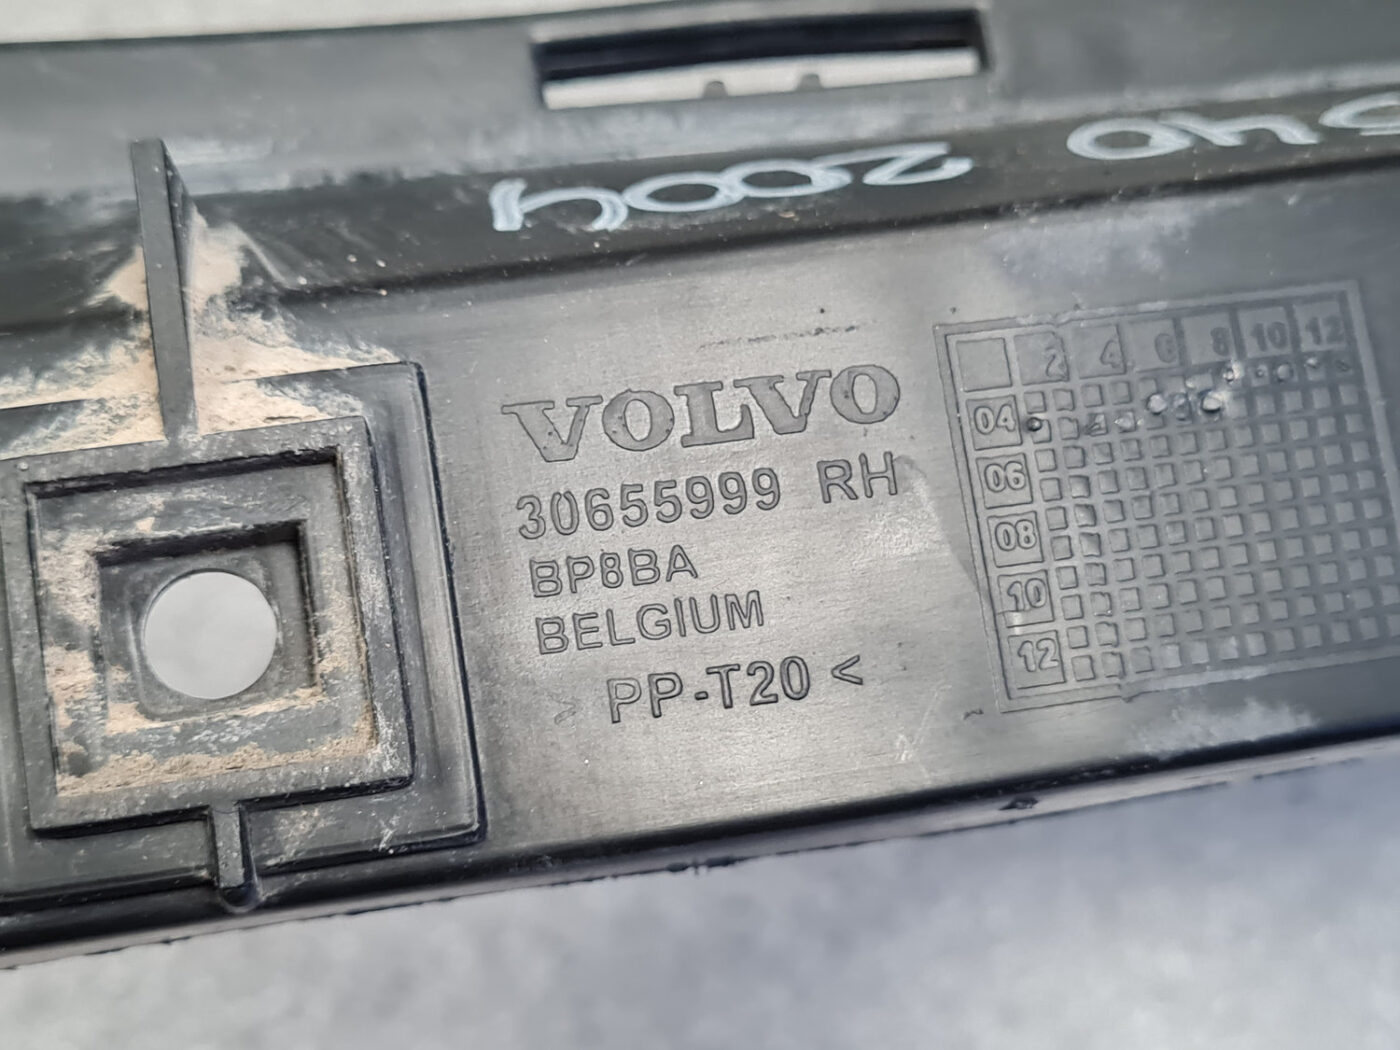 S40 2004
VOLVO
30655999 RH
BP8BA
BELGIUM
> PP-T20 <
2 4 6 8 10 12
04
06
08
10
12